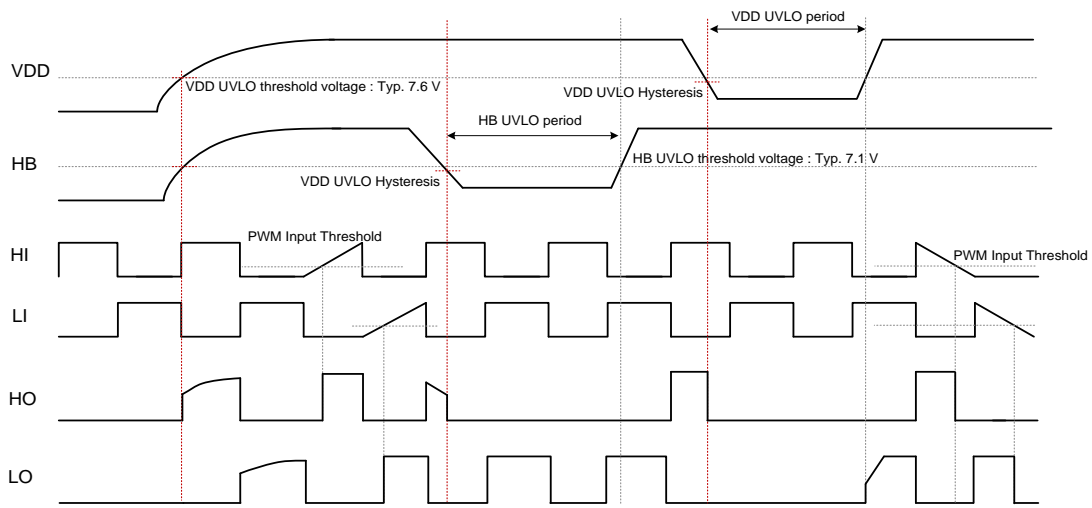 VDD UVLO period
VDD
VDD UVLO threshold voltage : Typ. 7.6 V
VDD UVLO Hysteresis
HB UVLO period
HB
HB UVLO threshold voltage : Typ. 7.1 V
VDD UVLO Hysteresis
PWM Input Threshold
HI
PWM Input Threshold
LI
HO
LO